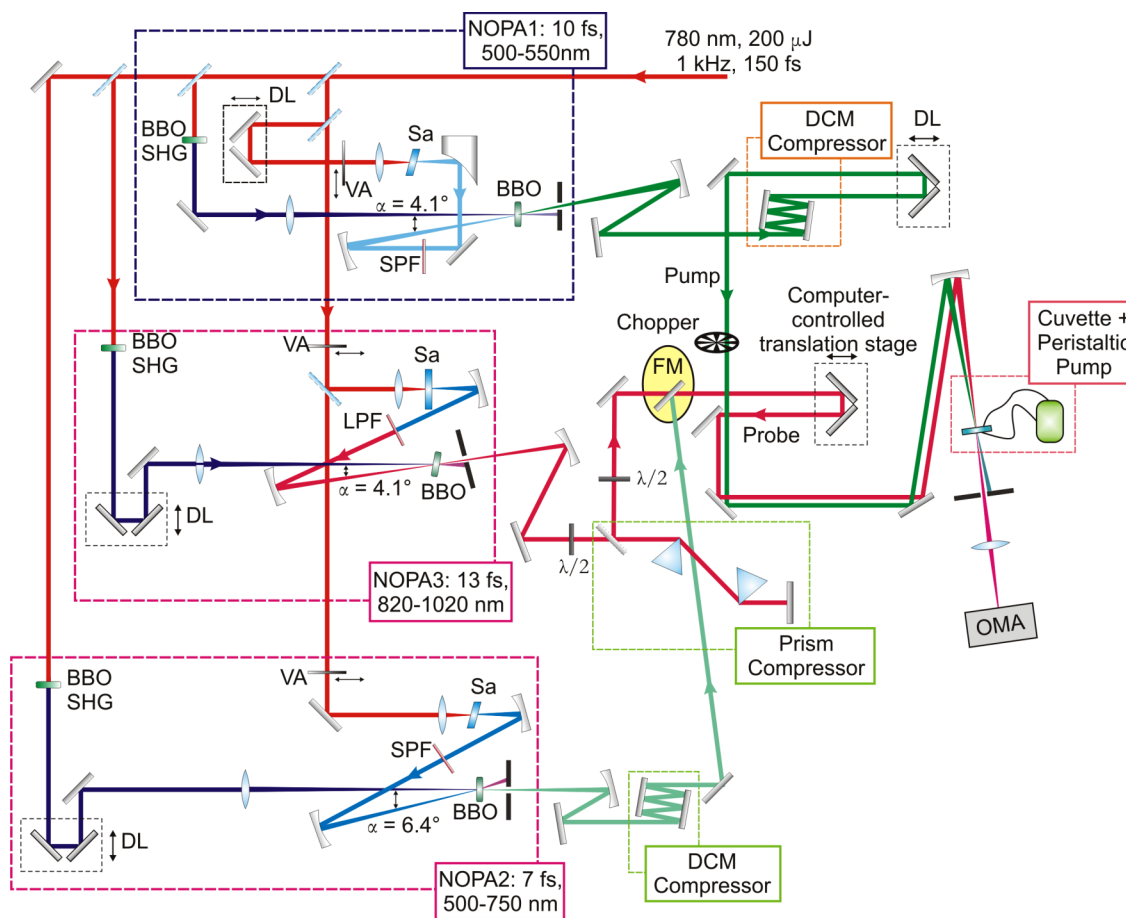 NOPA1: 10 fs,
500-550nm
780 nm, 200 μJ
1 kHz, 150 fs
DL
BBO
SHG
Sa
VA
α = 4.1°
SPF
BBO
DCM
Compressor
DL
Pump
Chopper
Computer-
controlled
translation stage
Cuvette +
Peristaltic
Pump
FM
Probe
BBO
SHG
VA
Sa
LPF
α = 4.1°
BBO
DL
λ/2
λ/2
NOPA3: 13 fs,
820-1020 nm
Prism
Compressor
OMA
BBO
SHG
VA
Sa
SPF
α = 6.4°
BBO
DL
DCM
Compressor
NOPA2: 7 fs,
500-750 nm